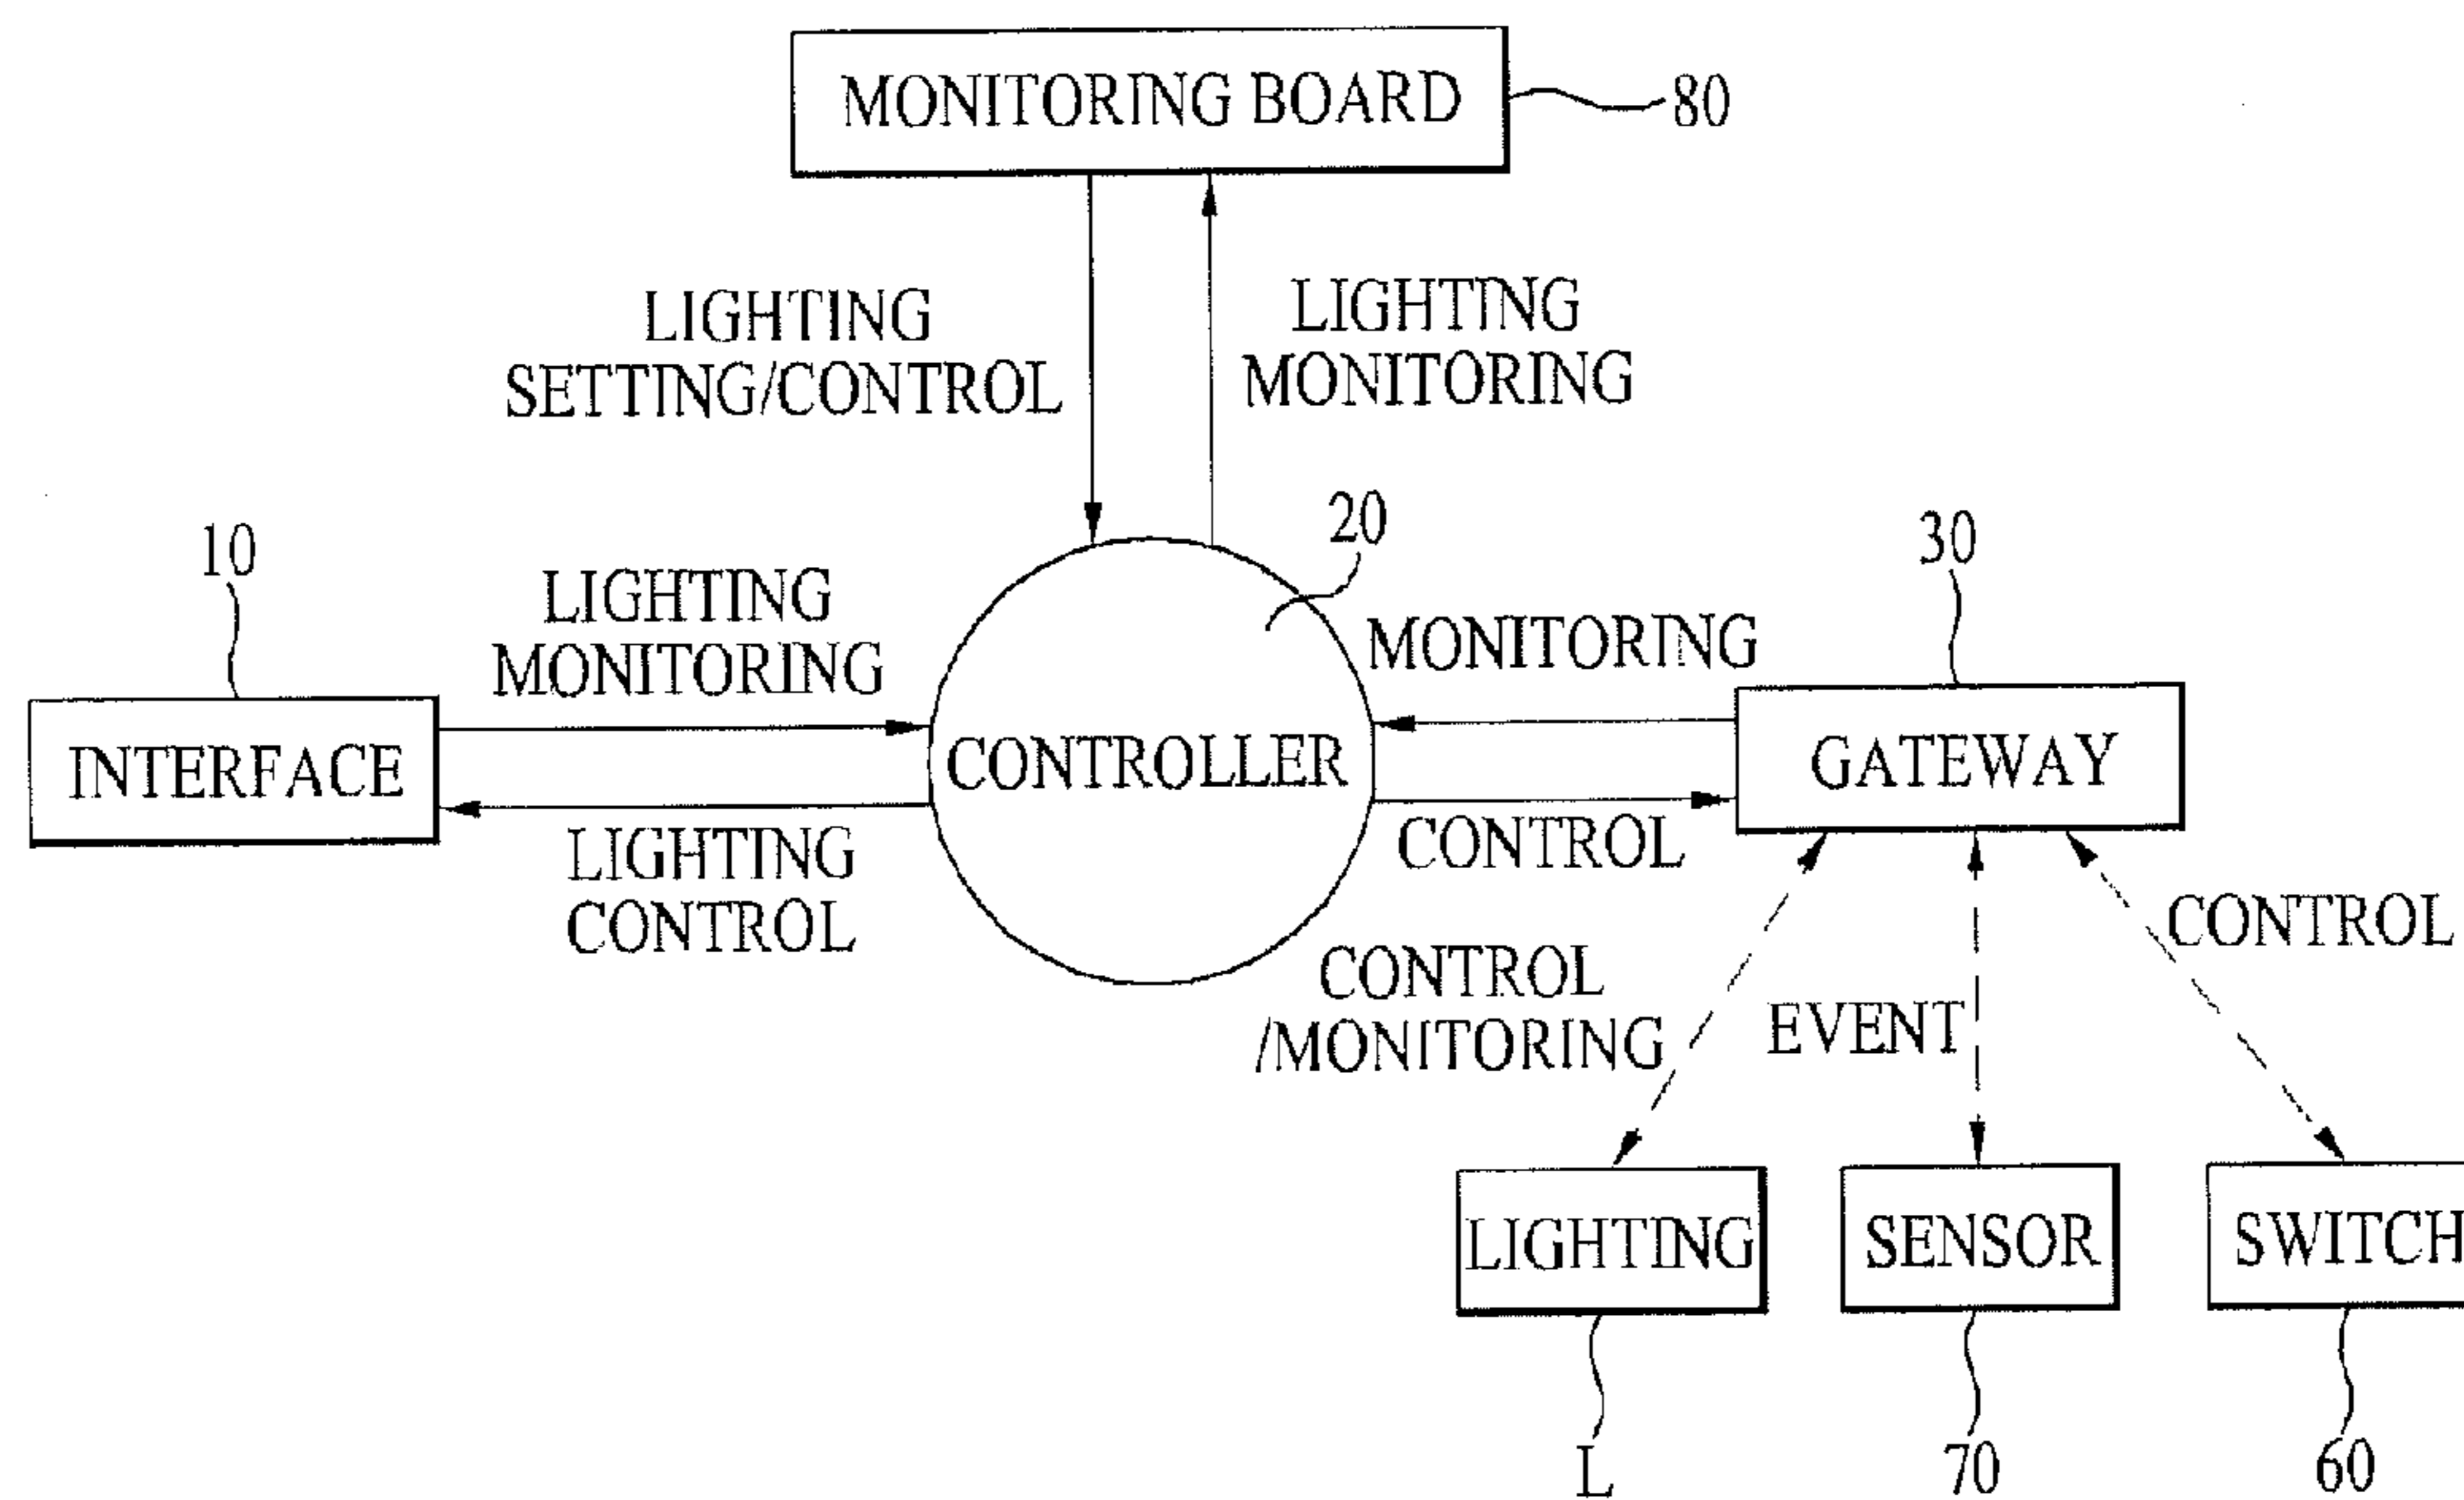 MONITORING BOARD
80
LIGHTING
SETTING/CONTROL
LIGHTING
MONITORING
10
LIGHTING
MONITORING
20
30
MONITORING
INTERFACE
CONTROLLER
GATEWAY
LIGHTING
CONTROL
CONTROL
CONTROL
/MONITORING
EVENT
CONTROL
LIGHTING
SENSOR
SWITCH
L
70
60